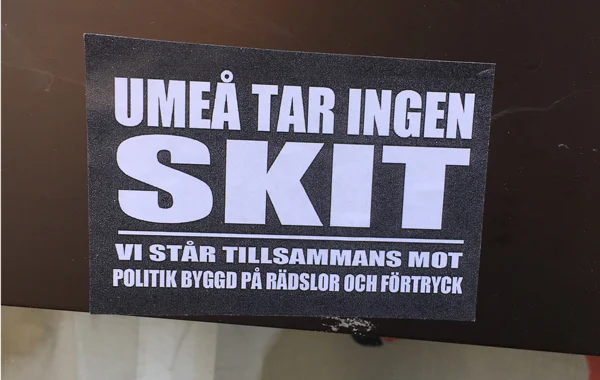 UMEÅ TAR INGEN
SKIT
VI STÅR TILLSAMMANS MOT
POLITIK BYGGD PÅ RÄDSLOR OCH FÖRTRYCK